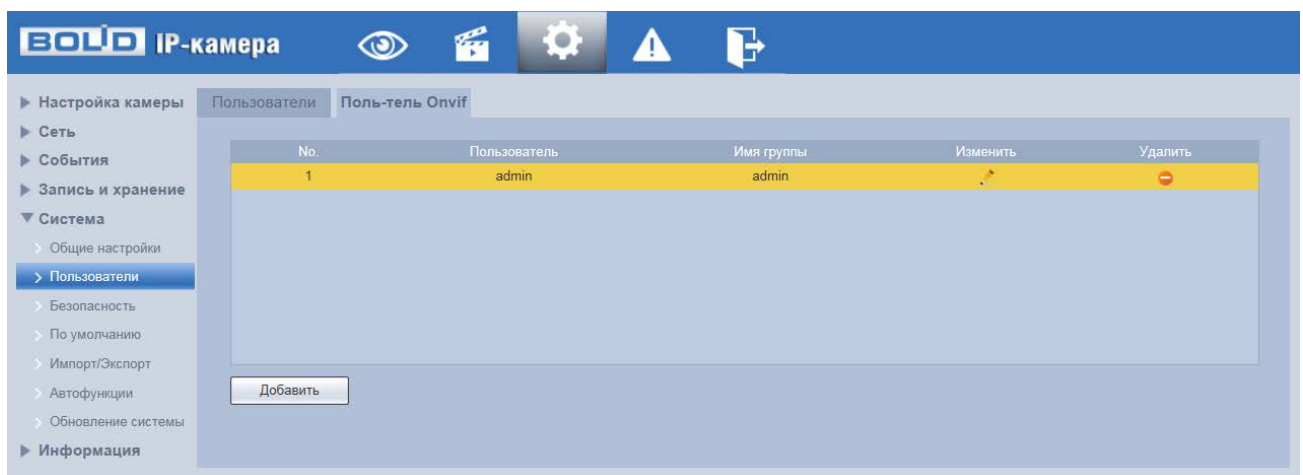 BOLID IP-камера
Настройка камеры
Сеть
События
Запись и хранение
Система
Общие настройки
Пользователи
Безопасность
По умолчанию
Импорт/Экспорт
Автофункции
Обновление системы
Информация
Пользователи Поль-тель Onvif
No. Пользователь Имя группы Изменить Удалить
1 admin admin
Добавить